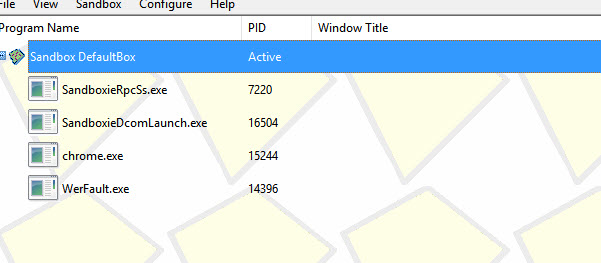 File View Sandbox Configure Help
Program Name PID Window Title
Sandbox DefaultBox Active
SandboxieRpcSs.exe 7220
SandboxieDcomLaunch.exe 16504
chrome.exe 15244
WerFault.exe 14396